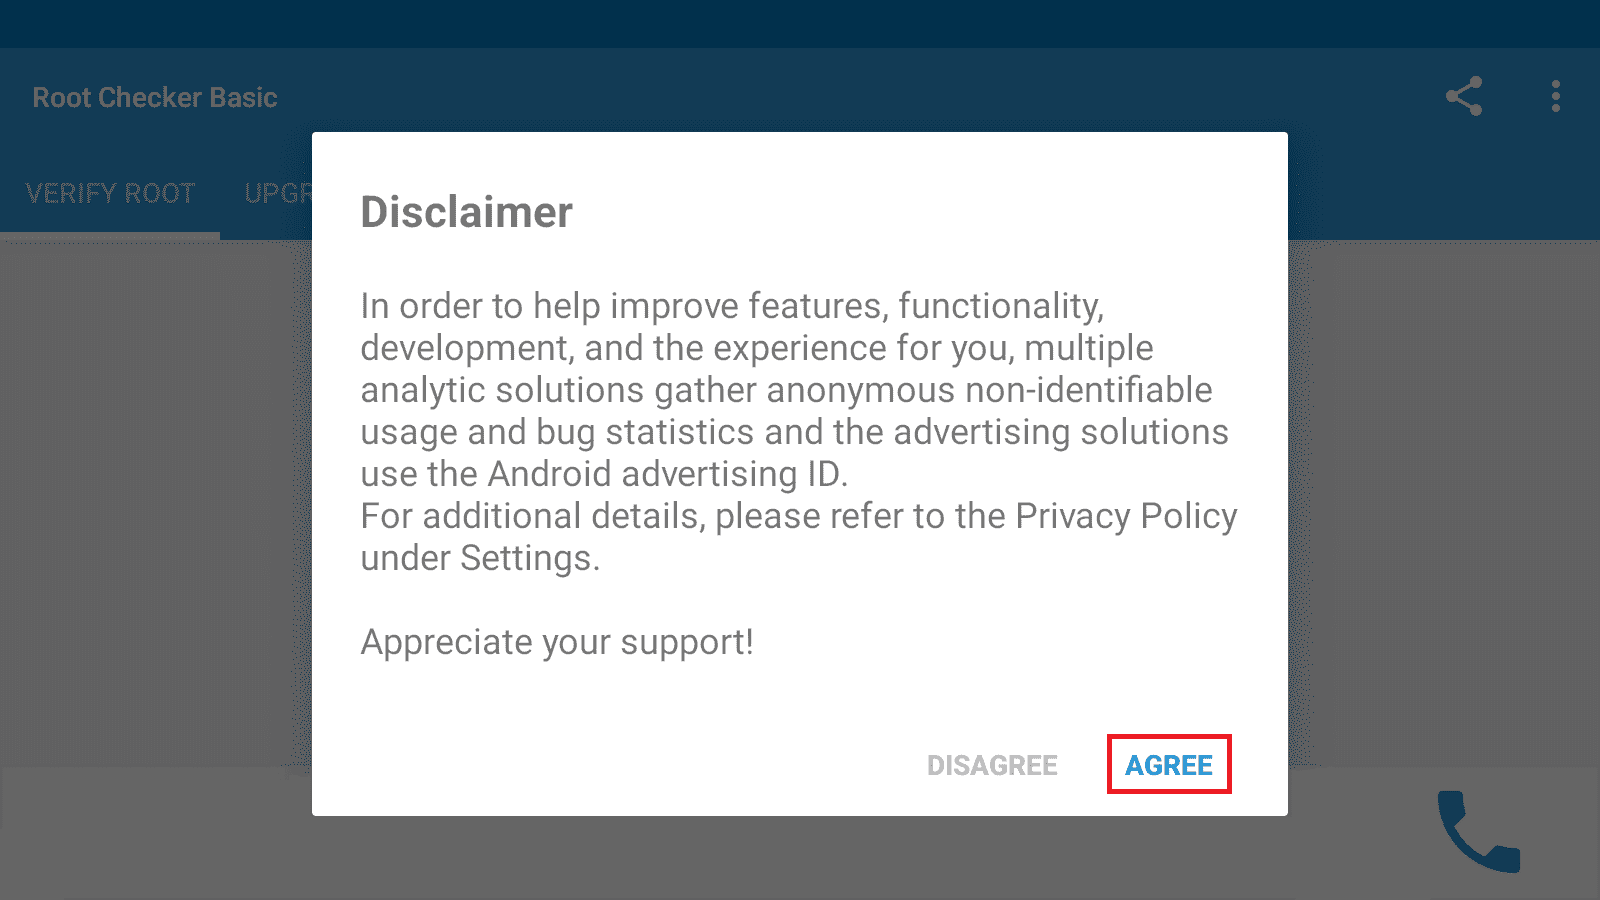 Root Checker Basic
VERIFY ROOT UPGR
Disclaimer
In order to help improve features, functionality,
development, and the experience for you, multiple
analytic solutions gather anonymous non-identifiable
usage and bug statistics and the advertising solutions
use the Android advertising ID.
For additional details, please refer to the Privacy Policy
under Settings.
Appreciate your support!
DISAGREE AGREE